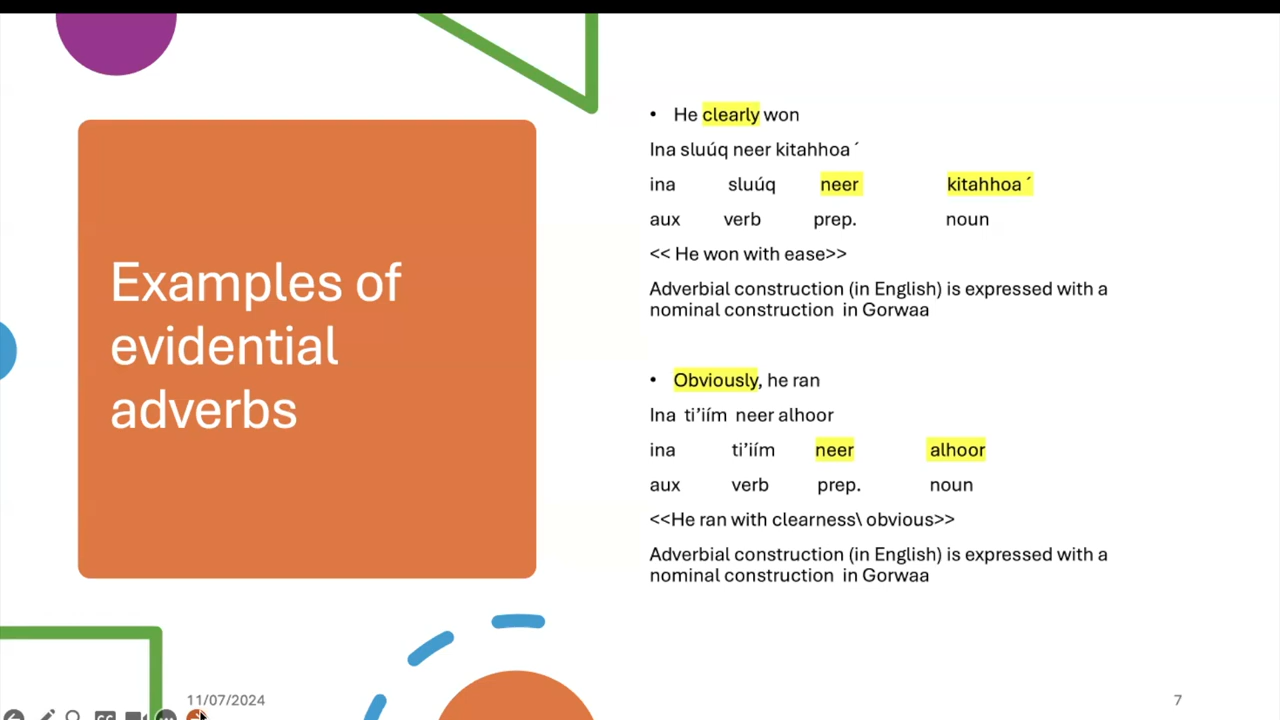 Examples of
evidential
adverbs
• He clearly won
Ina sluúq neer kitahhoa ´
ina sluúq neer kitahhoa ´
aux verb prep. noun
<< He won with ease>>
Adverbial construction (in English) is expressed with a
nominal construction in Gorwaa
• Obviously, he ran
Ina ti’iím neer alhoor
ina ti’iím neer alhoor
aux verb prep. noun
<<He ran with clearness\ obvious>>
Adverbial construction (in English) is expressed with a
nominal construction in Gorwaa
11/07/2024
7